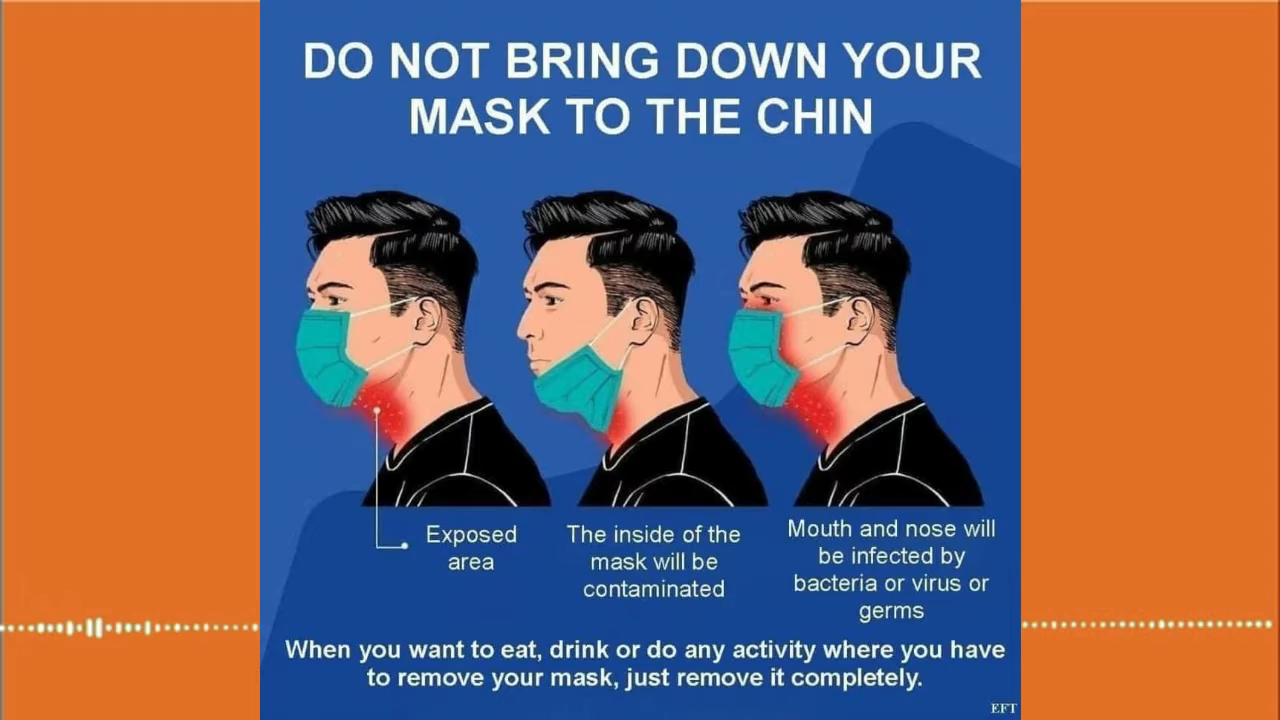 DO NOT BRING DOWN YOUR
MASK TO THE CHIN
Exposed
area
The inside of the
mask will be
contaminated
Mouth and nose will
be infected by
bacteria or virus or
germs
When you want to eat, drink or do any activity where you have
to remove your mask, just remove it completely.
EFT